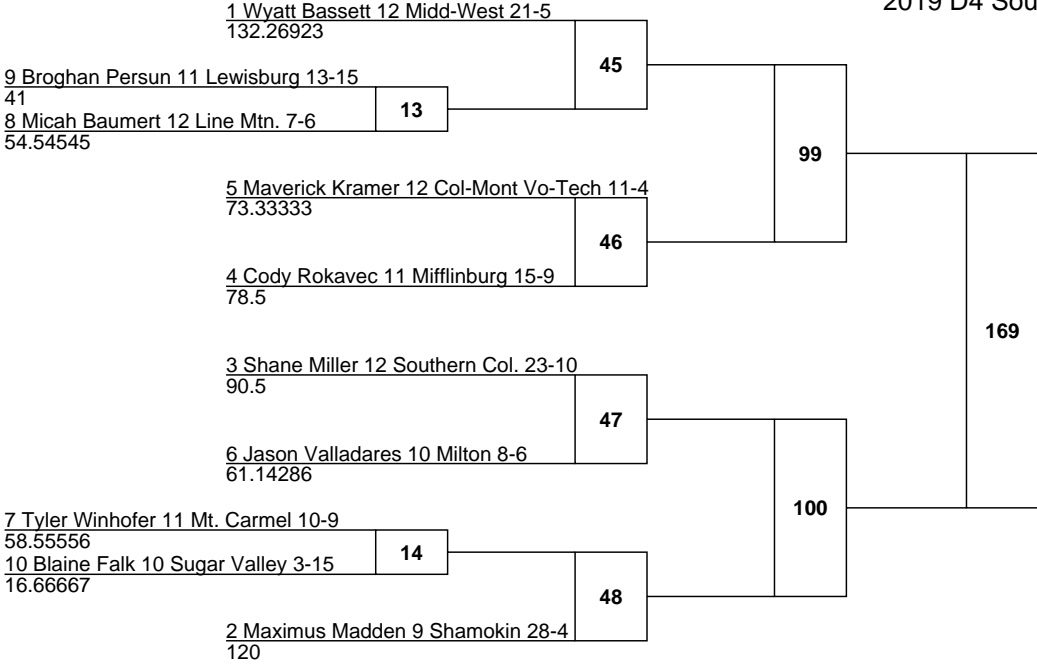 2019 D4 Sou
1 Wyatt Bassett 12 Midd-West 21-5
132.26923
45
9 Broghan Persun 11 Lewisburg 13-15
41
13
8 Micah Baumert 12 Line Mtn. 7-6
54.54545
99
5 Maverick Kramer 12 Col-Mont Vo-Tech 11-4
73.33333
46
4 Cody Rokavec 11 Mifflinburg 15-9
78.5
169
3 Shane Miller 12 Southern Col. 23-10
90.5
47
6 Jason Valladares 10 Milton 8-6
61.14286
100
7 Tyler Winhofer 11 Mt. Carmel 10-9
58.55556
14
10 Blaine Falk 10 Sugar Valley 3-15
16.66667
48
2 Maximus Madden 9 Shamokin 28-4
120